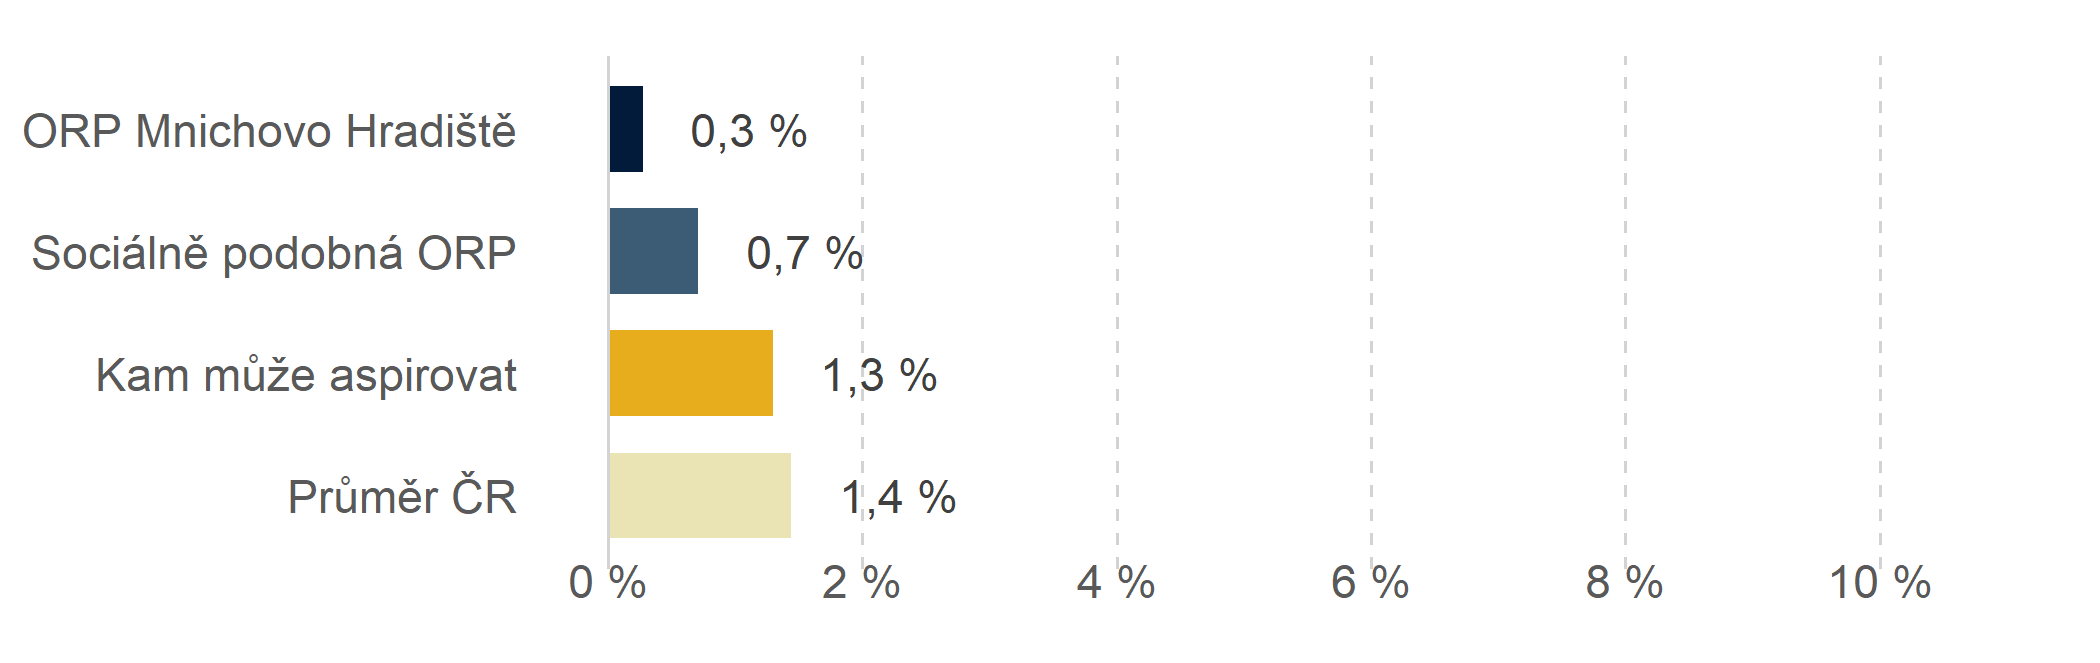 ORP Mnichovo Hradiště 0,3 %
Sociálně podobná ORP 0,7 %
Kam může aspirovat 1,3 %
Průměr ČR 1,4 %
0 % 2 % 4 % 6 % 8 % 10 %